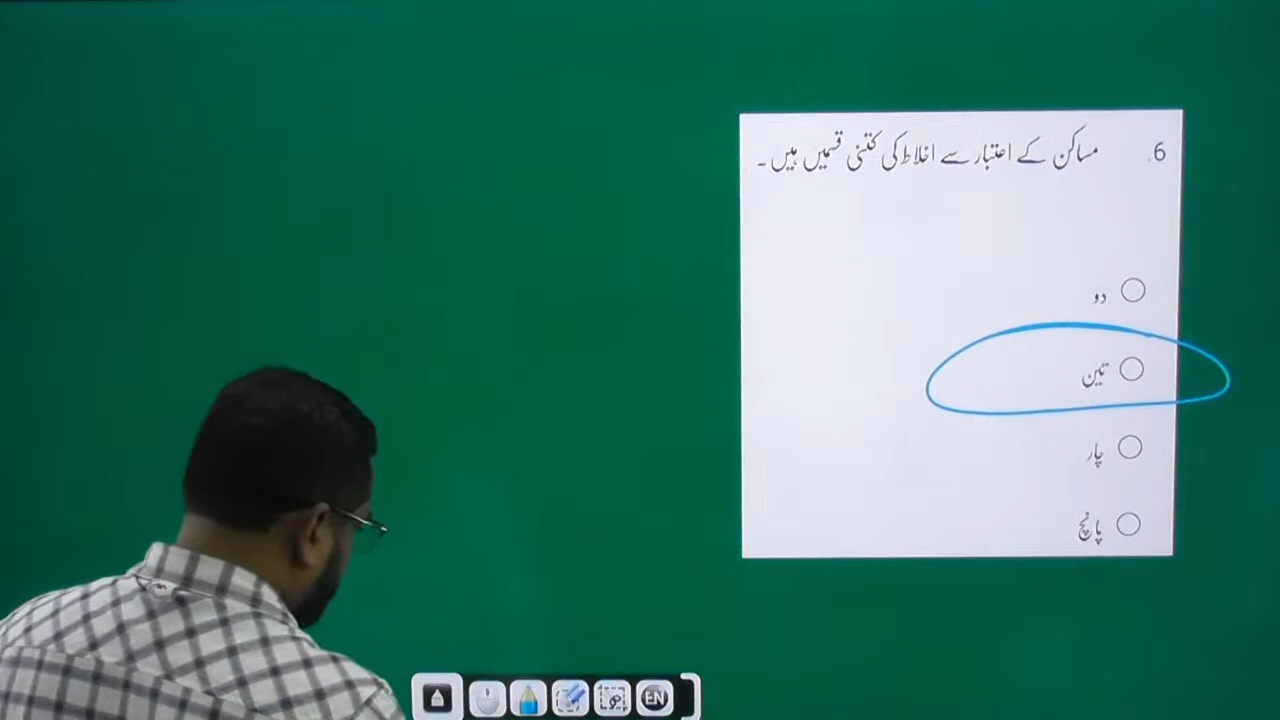 6. مساکن کے اعتبار سے اخلاط کی کتنی قسمیں ہیں۔
دو
تین
چار
پانچ
EN